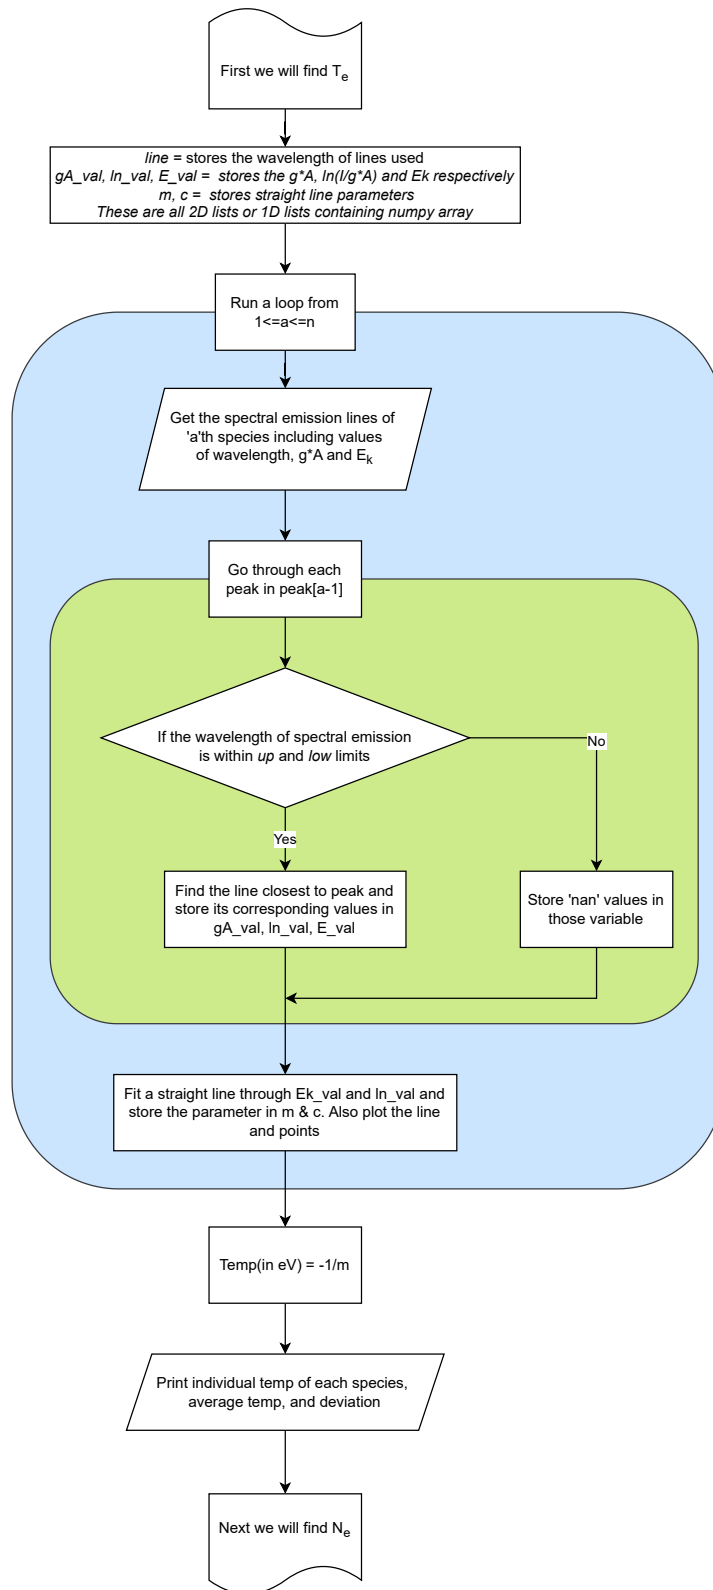 First we will find Te
line = stores the wavelength of lines used
gA_val, ln_val, E_val = stores the g*A, ln(I/g*A) and Ek respectively
m, c = stores straight line parameters
These are all 2D lists or 1D lists containing numpy array
Run a loop from
1<=a<=n
Get the spectral emission lines of
'a'th species including values
of wavelength, g*A and Ek
Go through each
peak in peak[a-1]
If the wavelength of spectral emission
is within up and low limits
No
Yes
Find the line closest to peak and
store its corresponding values in
gA_val, ln_val, E_val
Store 'nan' values in
those variable
Fit a straight line through Ek_val and ln_val and
store the parameter in m & c. Also plot the line
and points
Temp(in eV) = -1/m
Print individual temp of each species,
average temp, and deviation
Next we will find Ne